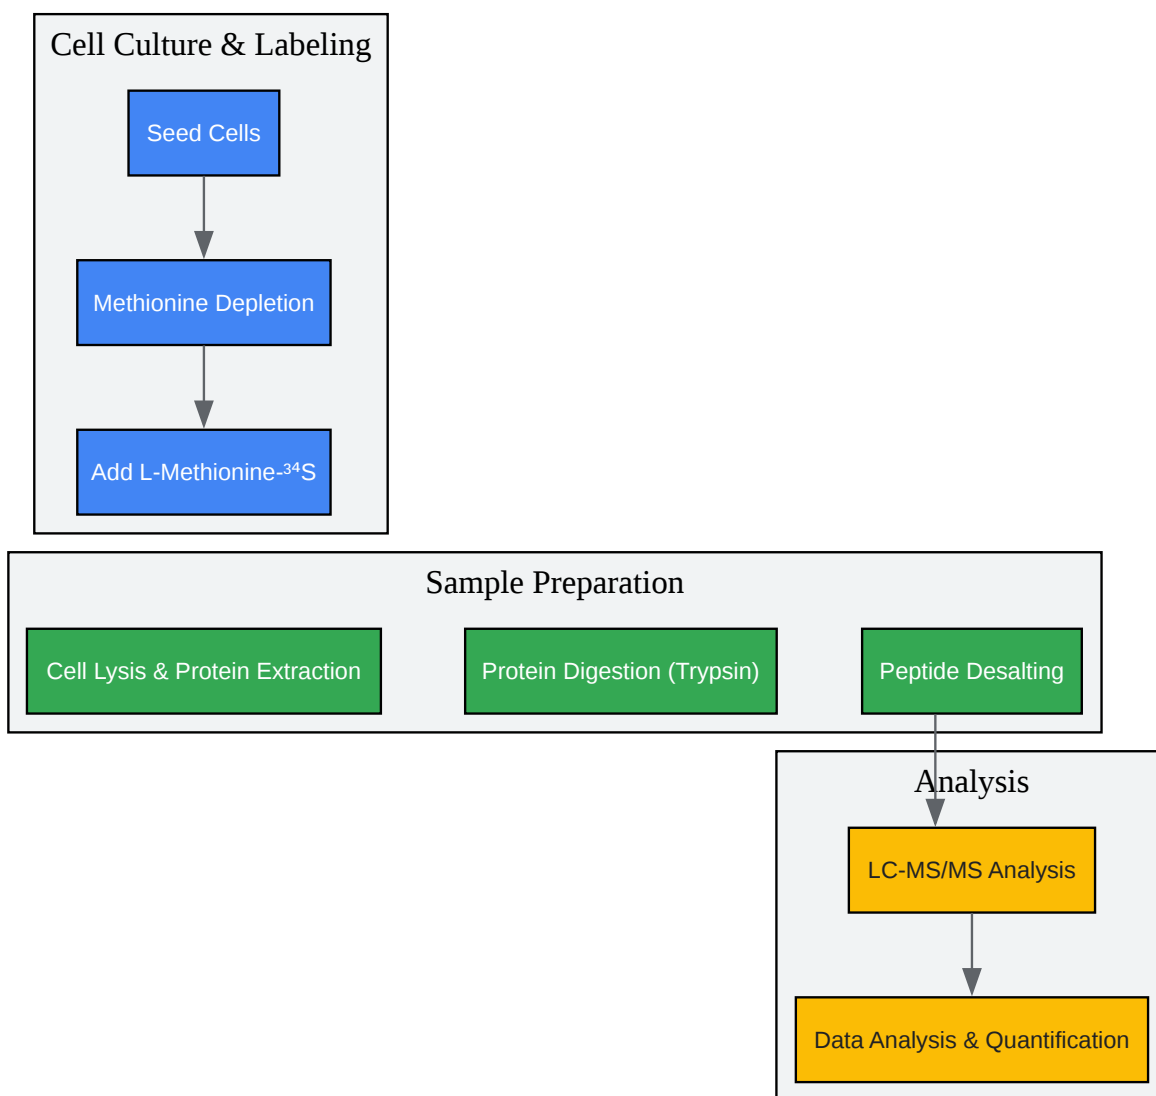 Cell Culture & Labeling
Seed Cells
Methionine Depletion
Add L-Methionine-³⁴S
Sample Preparation
Cell Lysis & Protein Extraction
Protein Digestion (Trypsin)
Peptide Desalting
Analysis
LC-MS/MS Analysis
Data Analysis & Quantification